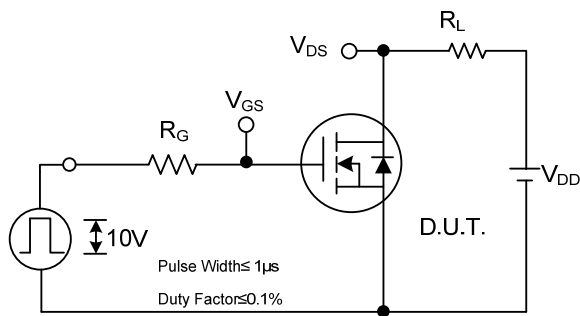 R_L
V_DS
V_GS
R_G
V_DD
10V
D.U.T.
Pulse Width≤ 1μs
Duty Factor≤0.1%